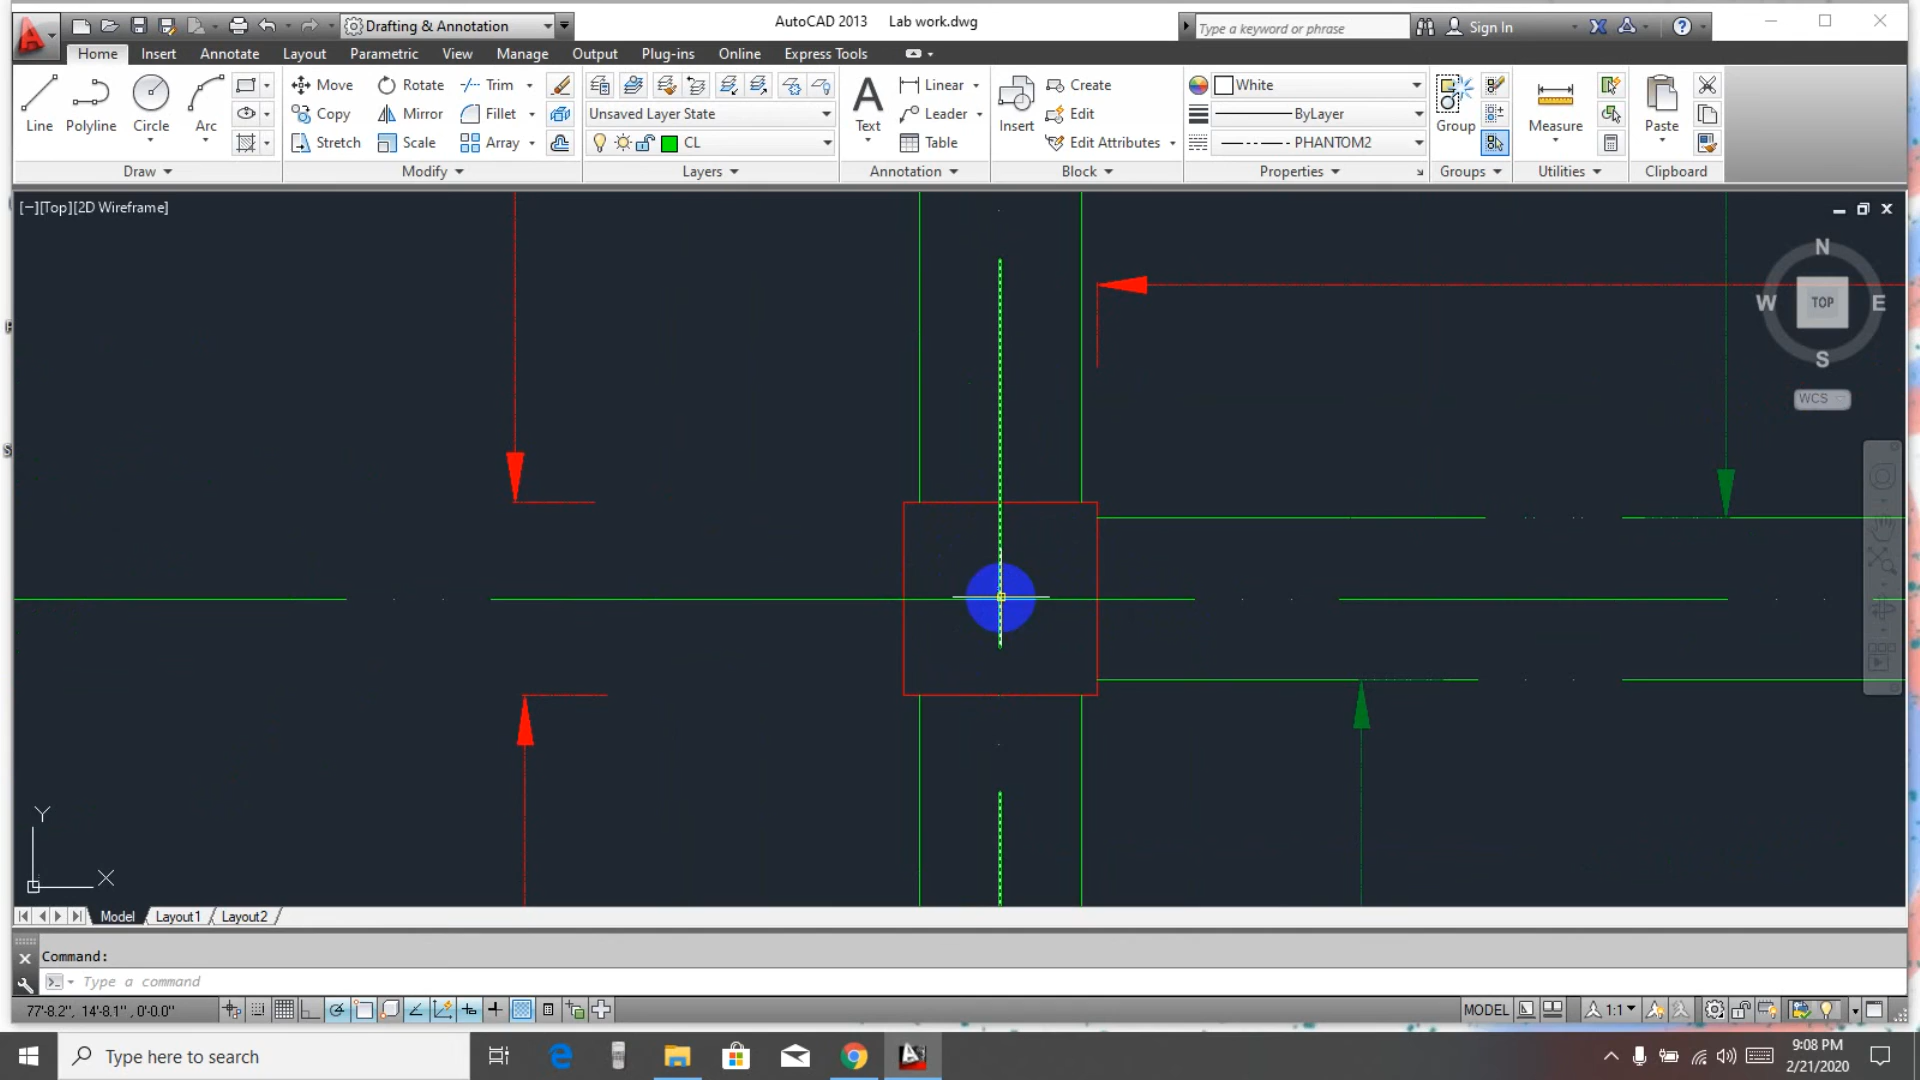 Drafting & Annotation
AutoCAD 2013 Lab work.dwg
Type a keyword or phrase
Sign In
Home Insert Annotate Layout Parametric View Manage Output Plug-ins Online Express Tools
Line Polyline Circle Arc
Draw
Move Rotate Trim
Copy Mirror Fillet
Stretch Scale Array
Modify
Unsaved Layer State
CL
Layers
Text
Linear
Leader
Table
Annotation
Insert
Create
Edit
Edit Attributes
Block
White
ByLayer
PHANTOM2
Properties
Group
Groups
Measure
Utilities
Paste
Clipboard
[−][Top][2D Wireframe]
N
W TOP E
S
WCS
Y
X
Model Layout1 Layout2
Command:
Type a command
77'-8.2", 14'-8.1", 0'-0.0"
MODEL
1:1
Type here to search
9:08 PM
2/21/2020